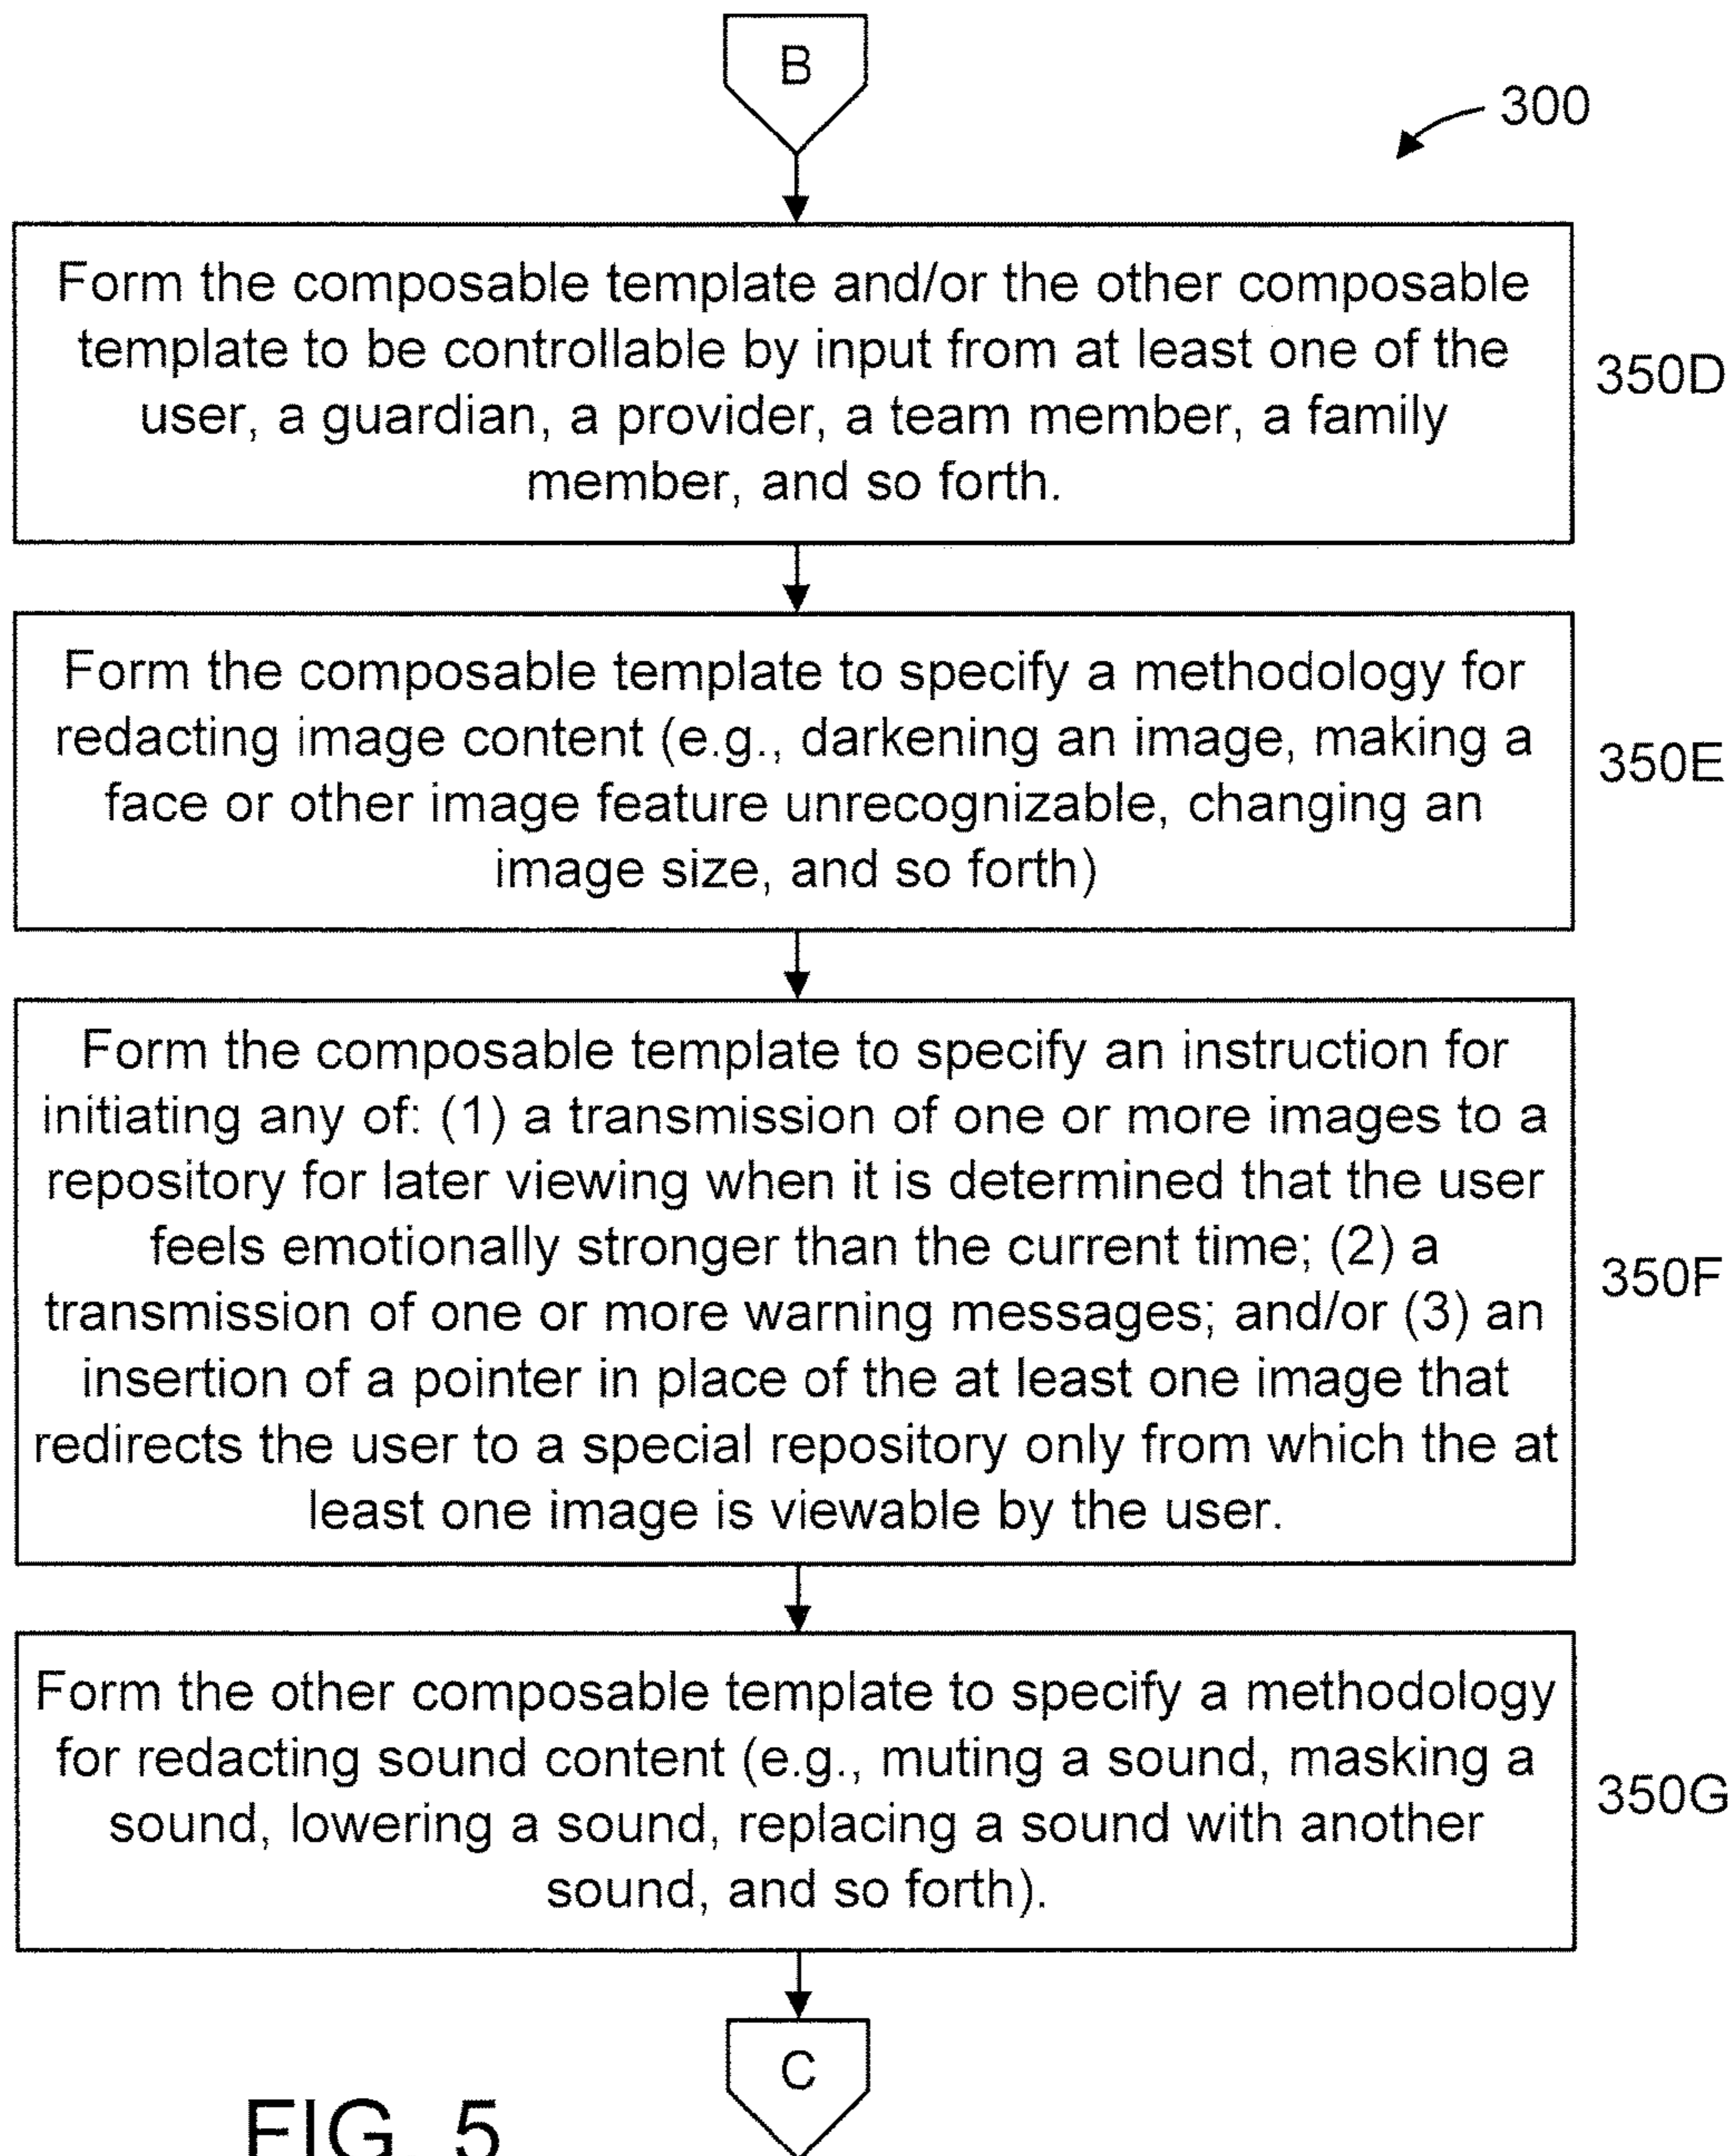 B
300
Form the composable template and/or the other composable
template to be controllable by input from at least one of the
user, a guardian, a provider, a team member, a family
member, and so forth.
350D
Form the composable template to specify a methodology for
redacting image content (e.g., darkening an image, making a
face or other image feature unrecognizable, changing an
image size, and so forth)
350E
Form the composable template to specify an instruction for
initiating any of: (1) a transmission of one or more images to a
repository for later viewing when it is determined that the user
feels emotionally stronger than the current time; (2) a
transmission of one or more warning messages; and/or (3) an
insertion of a pointer in place of the at least one image that
redirects the user to a special repository only from which the at
least one image is viewable by the user.
350F
Form the other composable template to specify a methodology
for redacting sound content (e.g., muting a sound, masking a
sound, lowering a sound, replacing a sound with another
sound, and so forth).
350G
C
FIG. 5